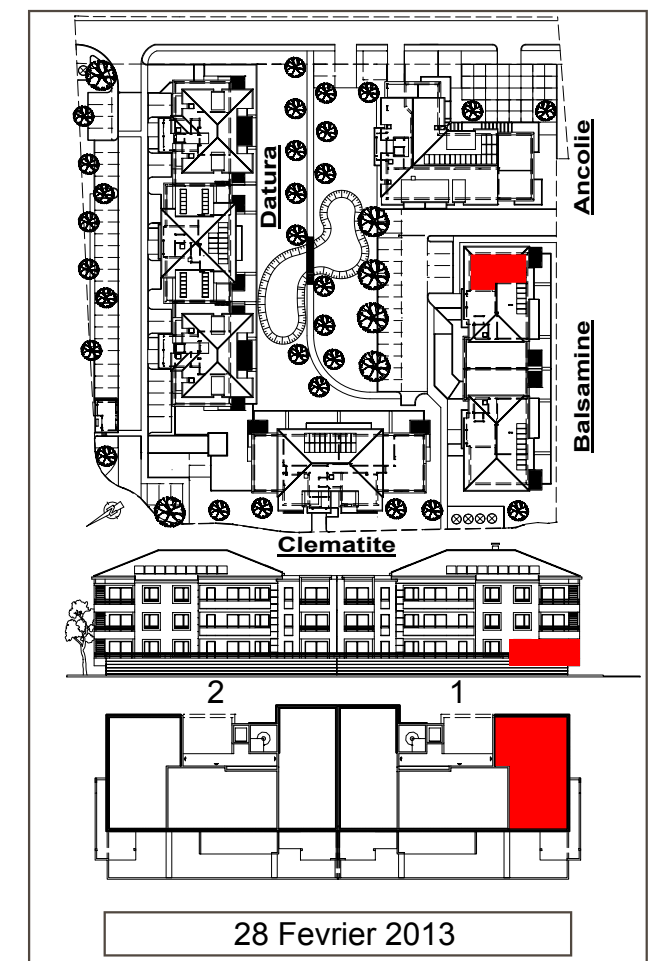 Datura
Ancolie
Balsamine
Clematite
2 1
28 Fevrier 2013